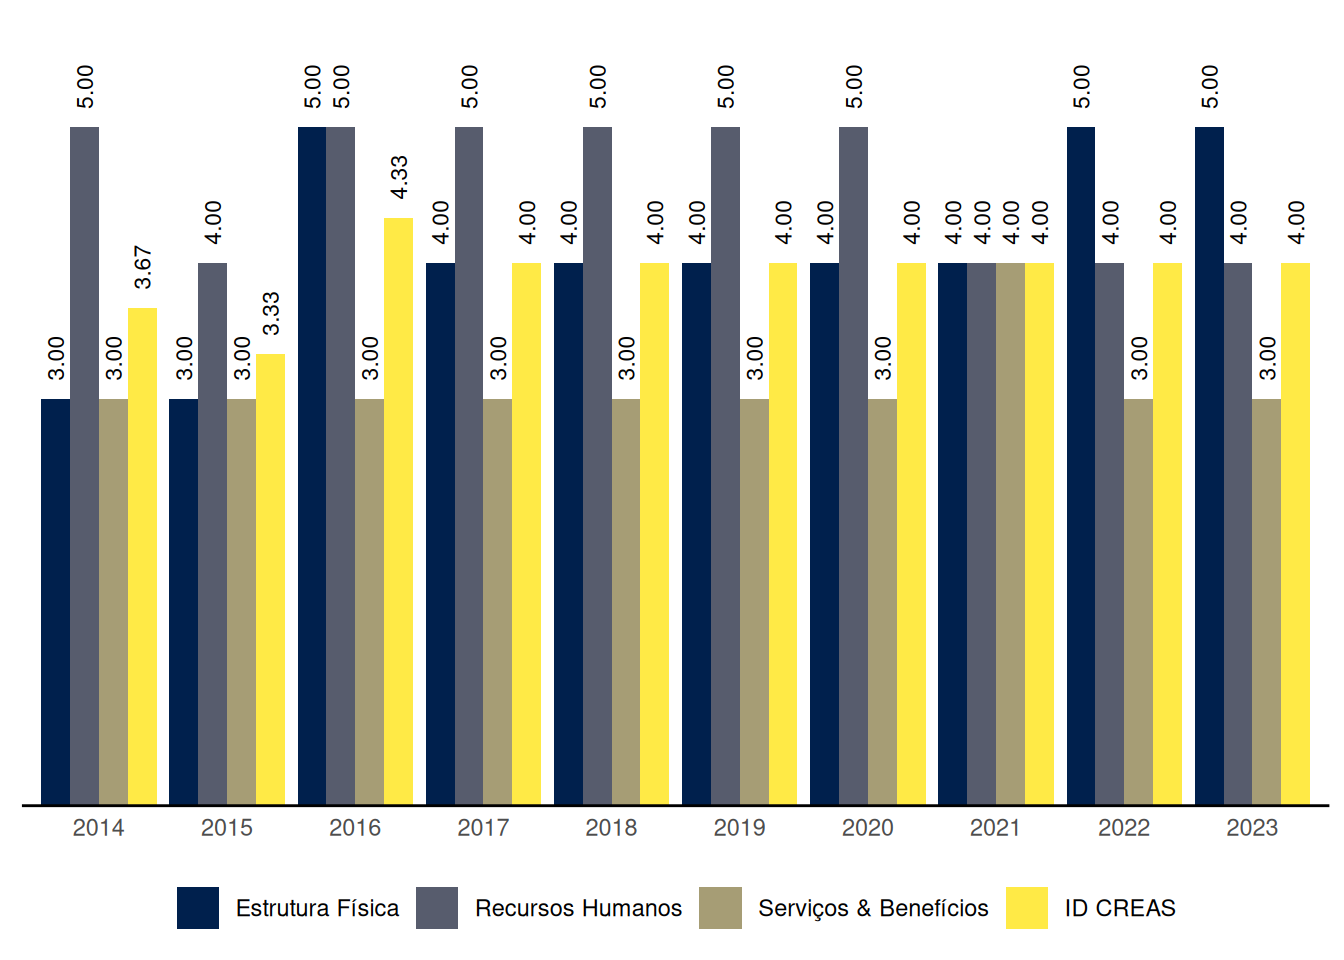 3.00 5.00 3.00 3.67 3.00 4.00 3.00 3.33 5.00 5.00 3.00 4.33 4.00 5.00 3.00 4.00 4.00 5.00 3.00 4.00 4.00 5.00 3.00 4.00 4.00 5.00 3.00 4.00 4.00 4.00 4.00 4.00 5.00 4.00 3.00 4.00 5.00 4.00 3.00 4.00
2014 2015 2016 2017 2018 2019 2020 2021 2022 2023
Estrutura Física Recursos Humanos Serviços & Benefícios ID CREAS